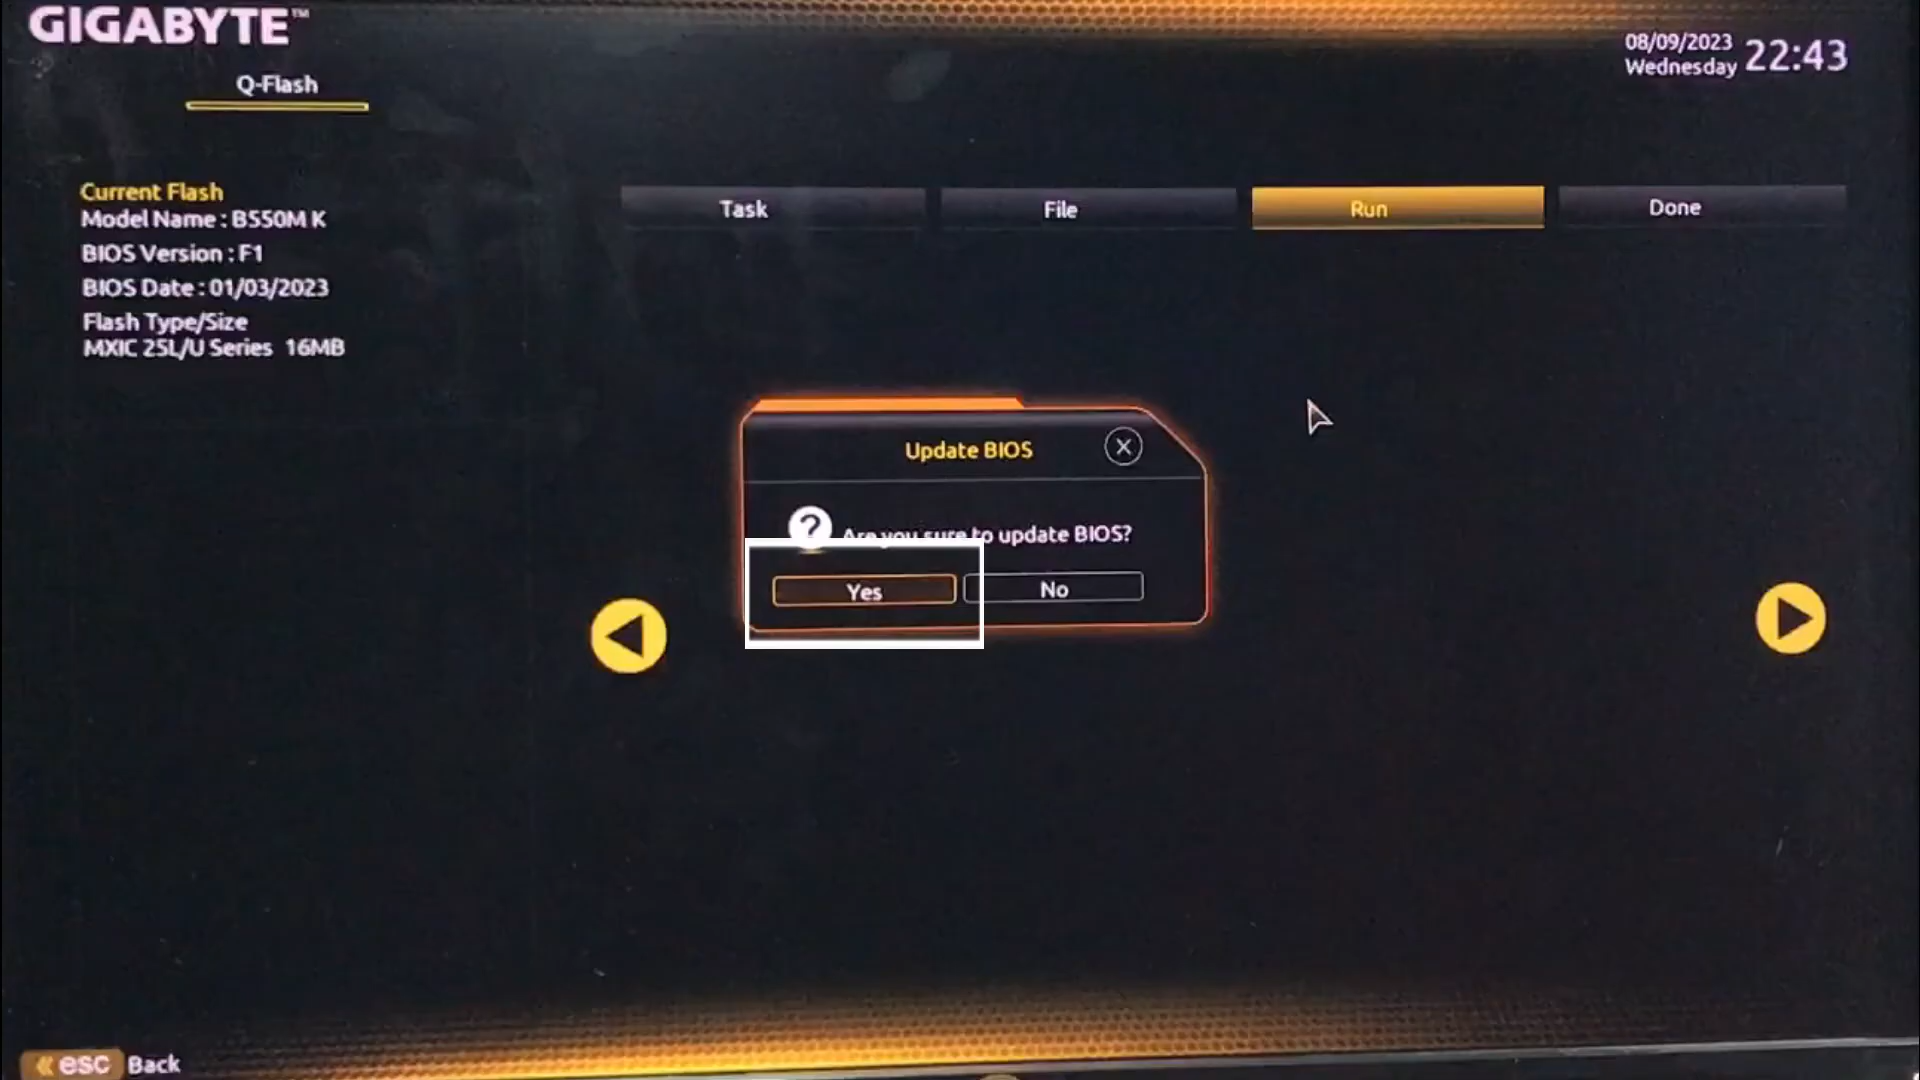 GIGABYTE™
08/09/2023
Wednesday
22:43
Q-Flash
Current Flash
Model Name : B550M K
BIOS Version : F1
BIOS Date : 01/03/2023
Flash Type/Size
MXIC 25L/U Series 16MB
Task
File
Run
Done
Update BIOS
? Are you sure to update BIOS?
Yes
No
esc Back